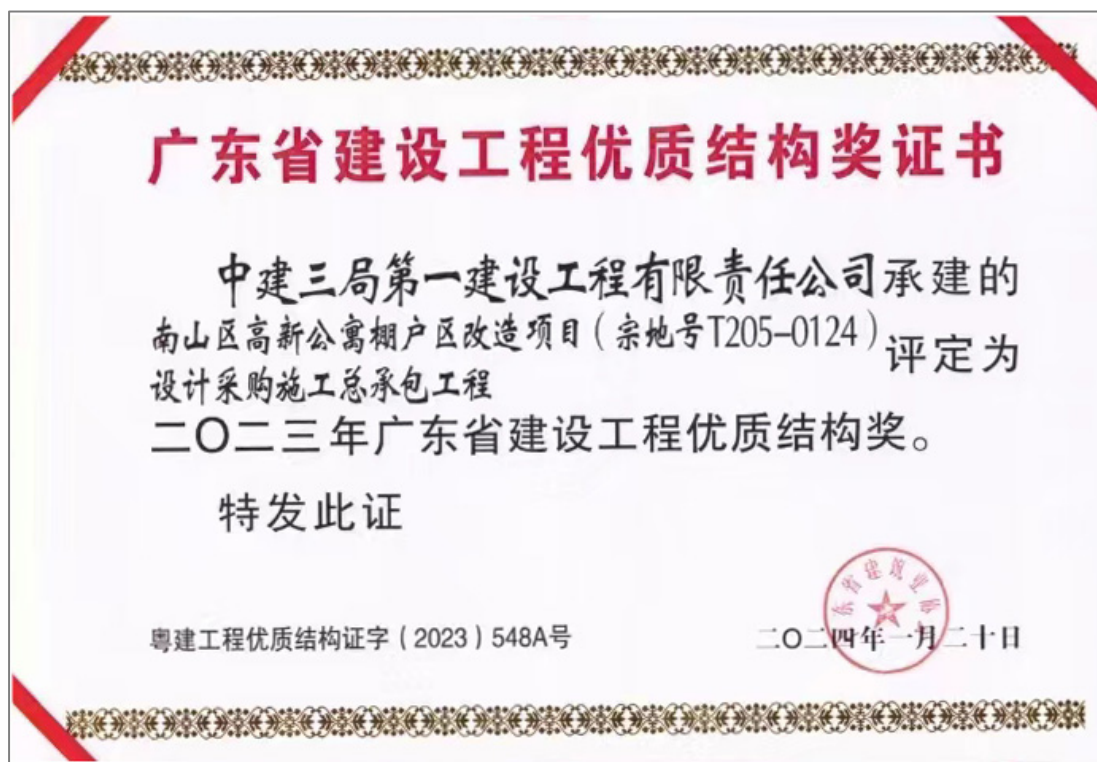 广东省建设工程优质结构奖证书
中建三局第一建设工程有限责任公司承建的
南山区高新公寓棚户区改造项目（宗地号T205-0124）
设计采购施工总承包工程
评定为
二〇二三年广东省建设工程优质结构奖。
特发此证
东省建筑业协
粤建工程优质结构证字（2023）548A号
二〇二四年一月二十日